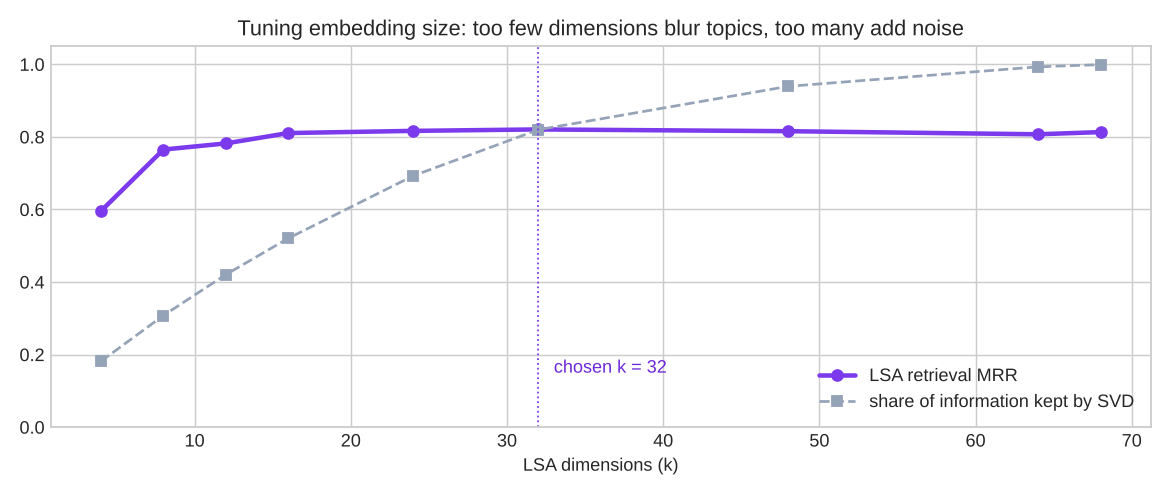 Tuning embedding size: too few dimensions blur topics, too many add noise
1.0
0.8
0.6
0.4
0.2
0.0
chosen k = 32
LSA retrieval MRR
share of information kept by SVD
10 20 30 40 50 60 70
LSA dimensions (k)